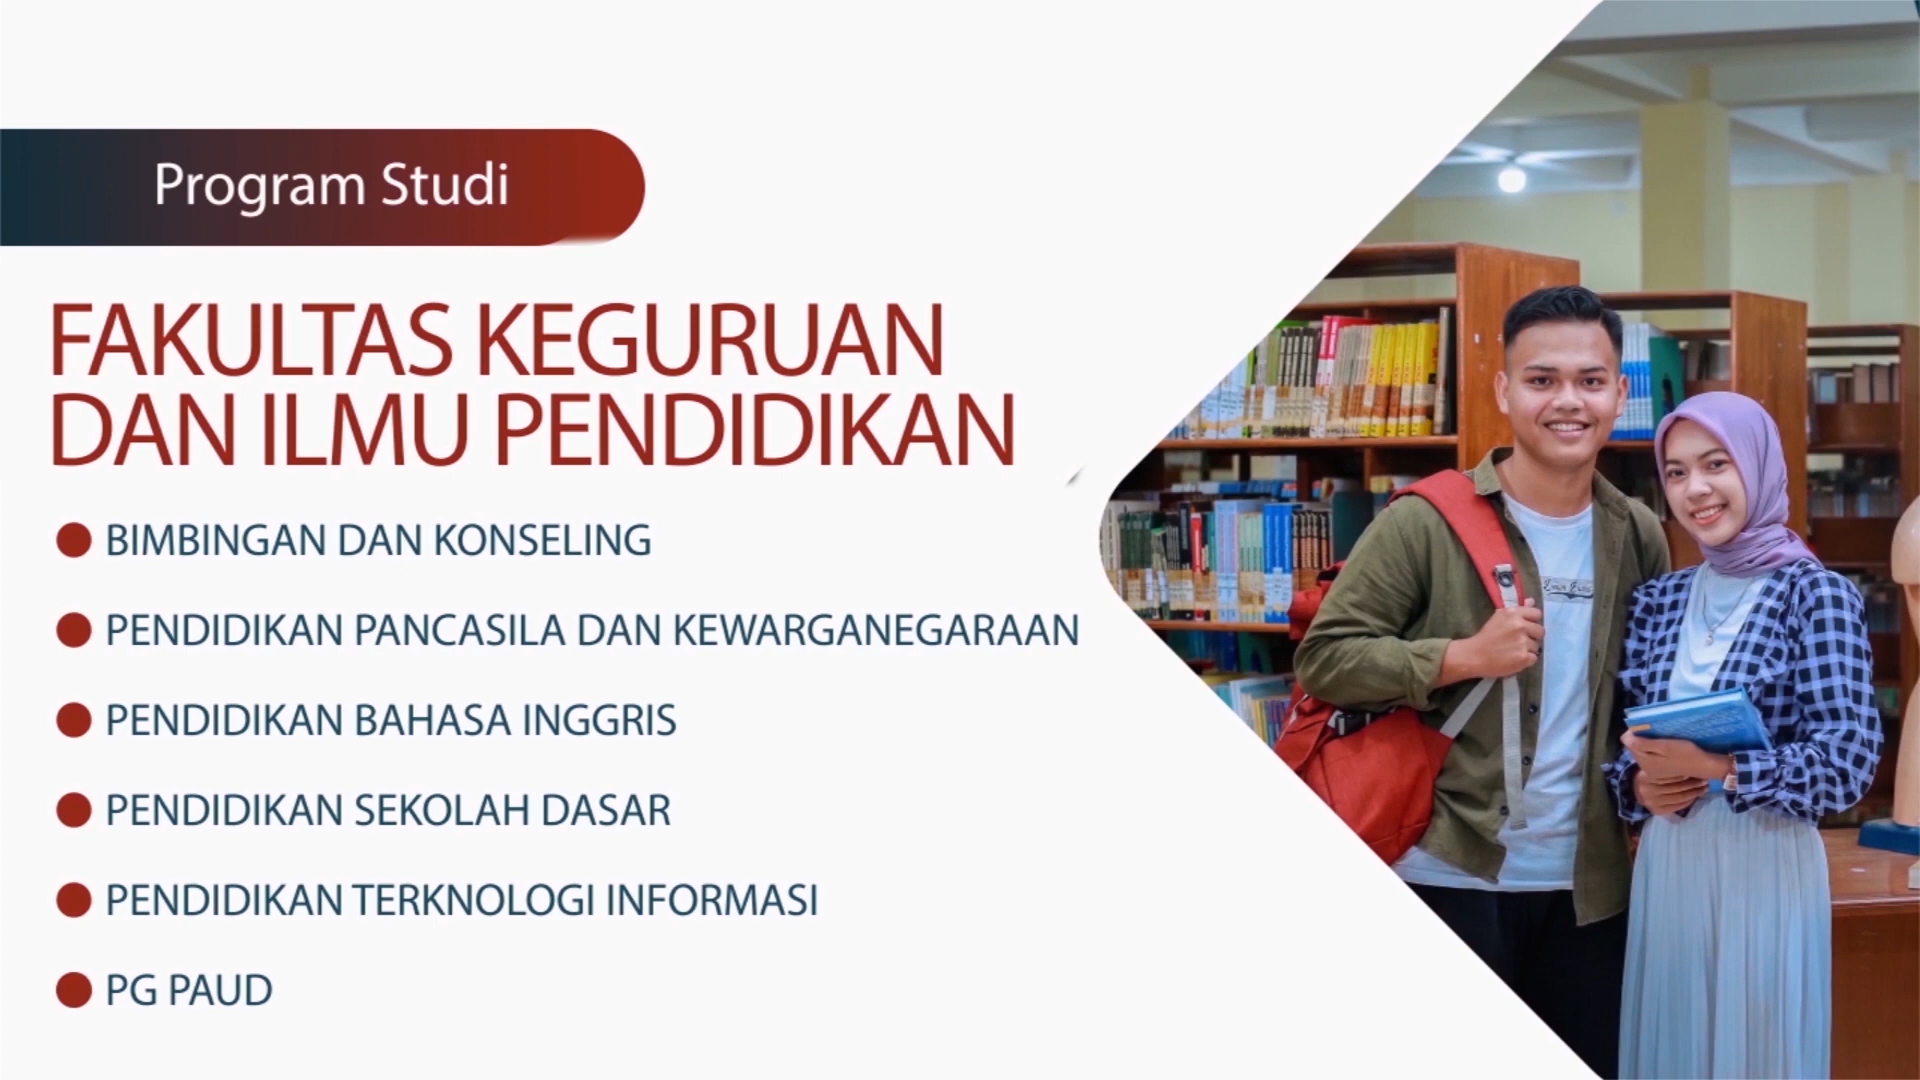 Program Studi
FAKULTAS KEGURUAN
DAN ILMU PENDIDIKAN
BIMBINGAN DAN KONSELING
PENDIDIKAN PANCASILA DAN KEWARGANEGARAAN
PENDIDIKAN BAHASA INGGRIS
PENDIDIKAN SEKOLAH DASAR
PENDIDIKAN TERKNOLOGI INFORMASI
PG PAUD